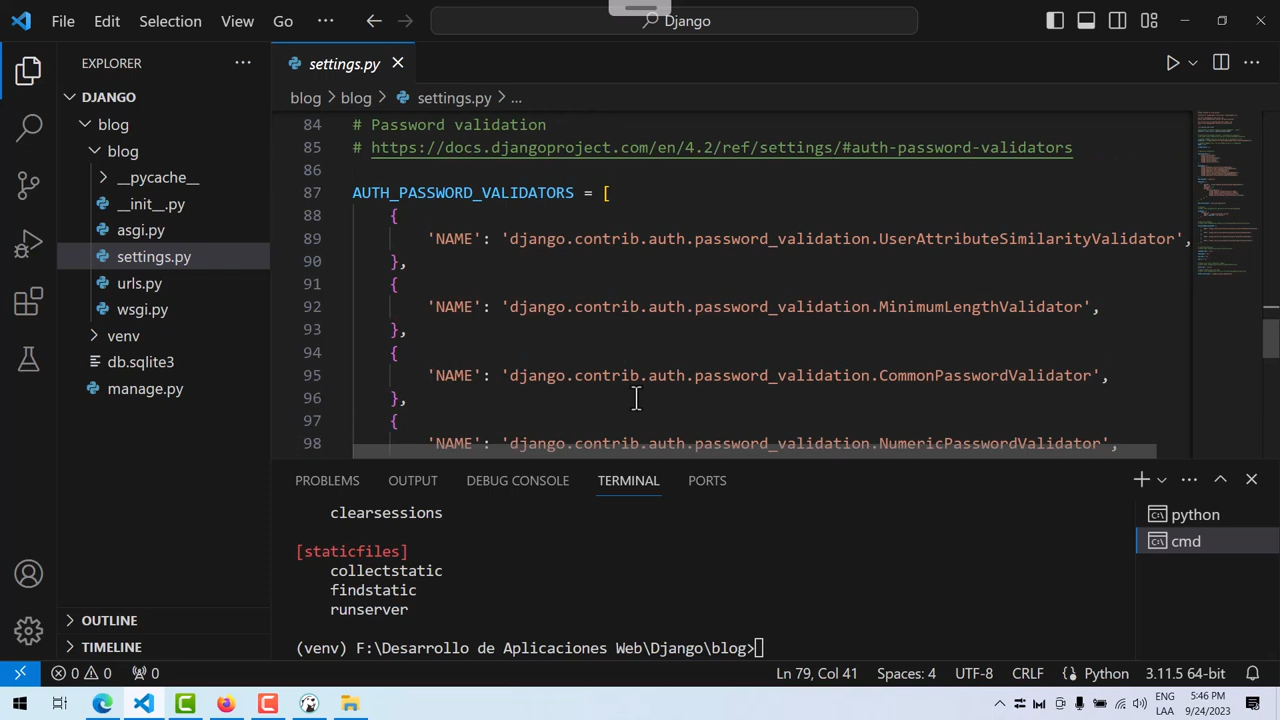 File Edit Selection View Go ··· Django
EXPLORER ···
settings.py
DJANGO
blog
blog
__pycache__
__init__.py
asgi.py
settings.py
urls.py
wsgi.py
venv
db.sqlite3
manage.py
OUTLINE
TIMELINE
blog > blog > settings.py > ...
84 # Password validation
85 # https://docs.djangoproject.com/en/4.2/ref/settings/#auth-password-validators
86
87 AUTH_PASSWORD_VALIDATORS = [
88 {
89 'NAME': 'django.contrib.auth.password_validation.UserAttributeSimilarityValidator',
90 },
91 {
92 'NAME': 'django.contrib.auth.password_validation.MinimumLengthValidator',
93 },
94 {
95 'NAME': 'django.contrib.auth.password_validation.CommonPasswordValidator',
96 },
97 {
98 'NAME': 'django.contrib.auth.password_validation.NumericPasswordValidator',
PROBLEMS OUTPUT DEBUG CONSOLE TERMINAL PORTS
clearsessions
[staticfiles]
collectstatic
findstatic
runserver
(venv) F:\Desarrollo de Aplicaciones Web\Django\blog>
python
cmd
0 0 0 Ln 79, Col 41 Spaces: 4 UTF-8 CRLF Python 3.11.5 64-bit
ENG 5:46 PM
LAA 9/24/2023